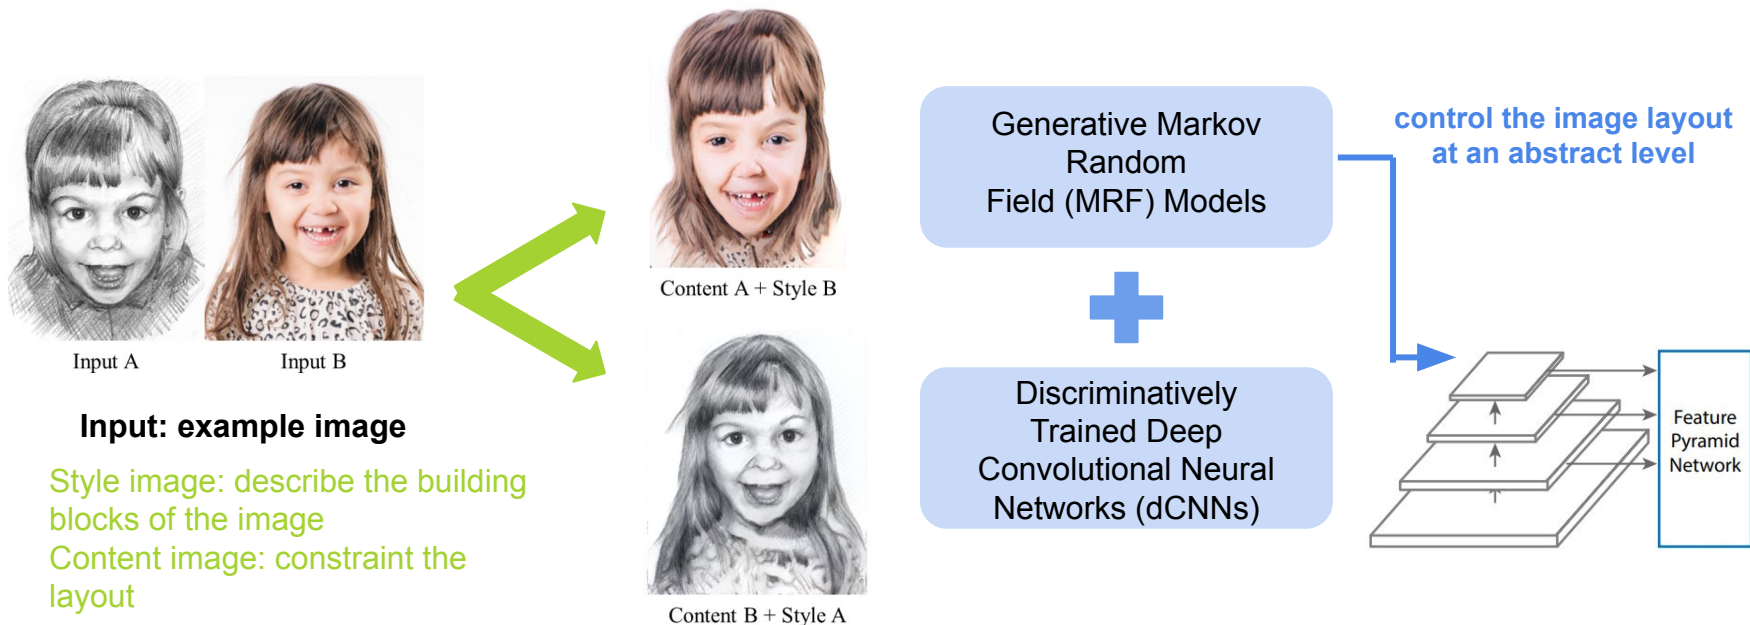 Input A
Input B
Input: example image
Style image: describe the building
blocks of the image
Content image: constraint the
layout
Content A + Style B
Content B + Style A
Generative Markov
Random
Field (MRF) Models
Discriminatively
Trained Deep
Convolutional Neural
Networks (dCNNs)
control the image layout
at an abstract level
Feature
Pyramid
Network